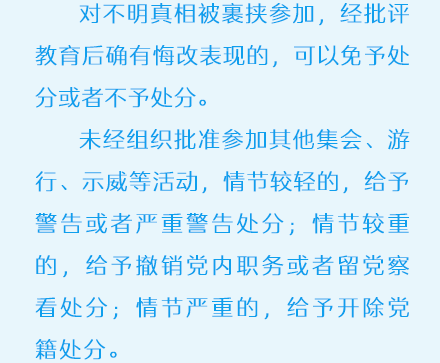 对不明真相被裹挟参加，经批评
教育后确有悔改表现的，可以免予处
分或者不予处分。
未经组织批准参加其他集会、游
行、示威等活动，情节较轻的，给予
警告或者严重警告处分；情节较重
的，给予撤销党内职务或者留党察
看处分；情节严重的，给予开除党
籍处分。